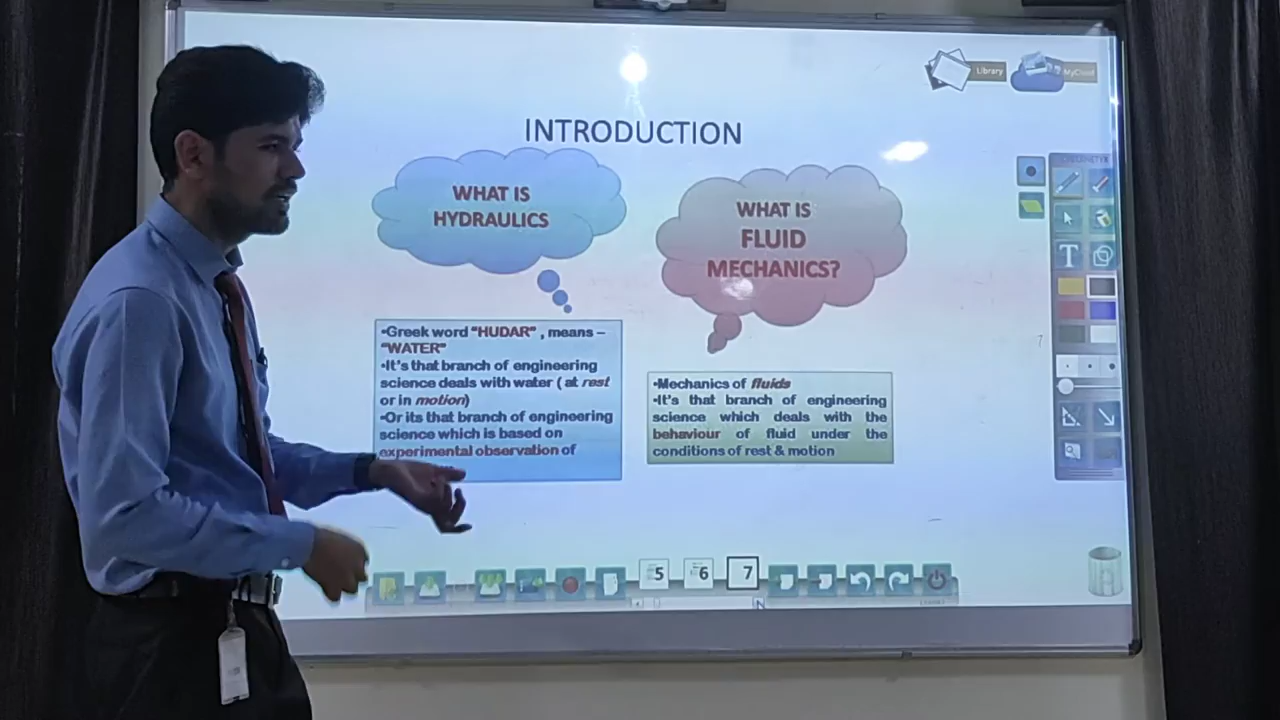 Library
MyCloud
INTRODUCTION
WHAT IS
HYDRAULICS
WHAT IS
FLUID
MECHANICS?
•Greek word “HUDAR” , means –
“WATER”
•It’s that branch of engineering
science deals with water ( at rest
or in motion)
•Or its that branch of engineering
science which is based on
experimental observation of
•Mechanics of fluids
•It’s that branch of engineering
science which deals with the
behaviour of fluid under the
conditions of rest & motion
T
5
6
7